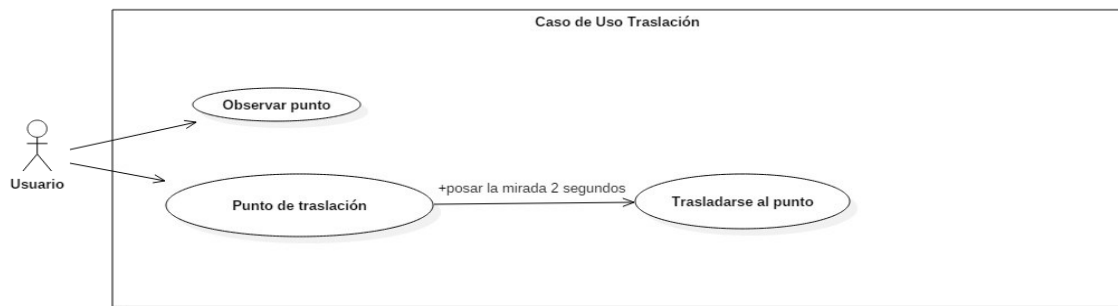 Caso de Uso Traslación
Observar punto
Usuario
+posar la mirada 2 segundos
Punto de traslación
Trasladarse al punto